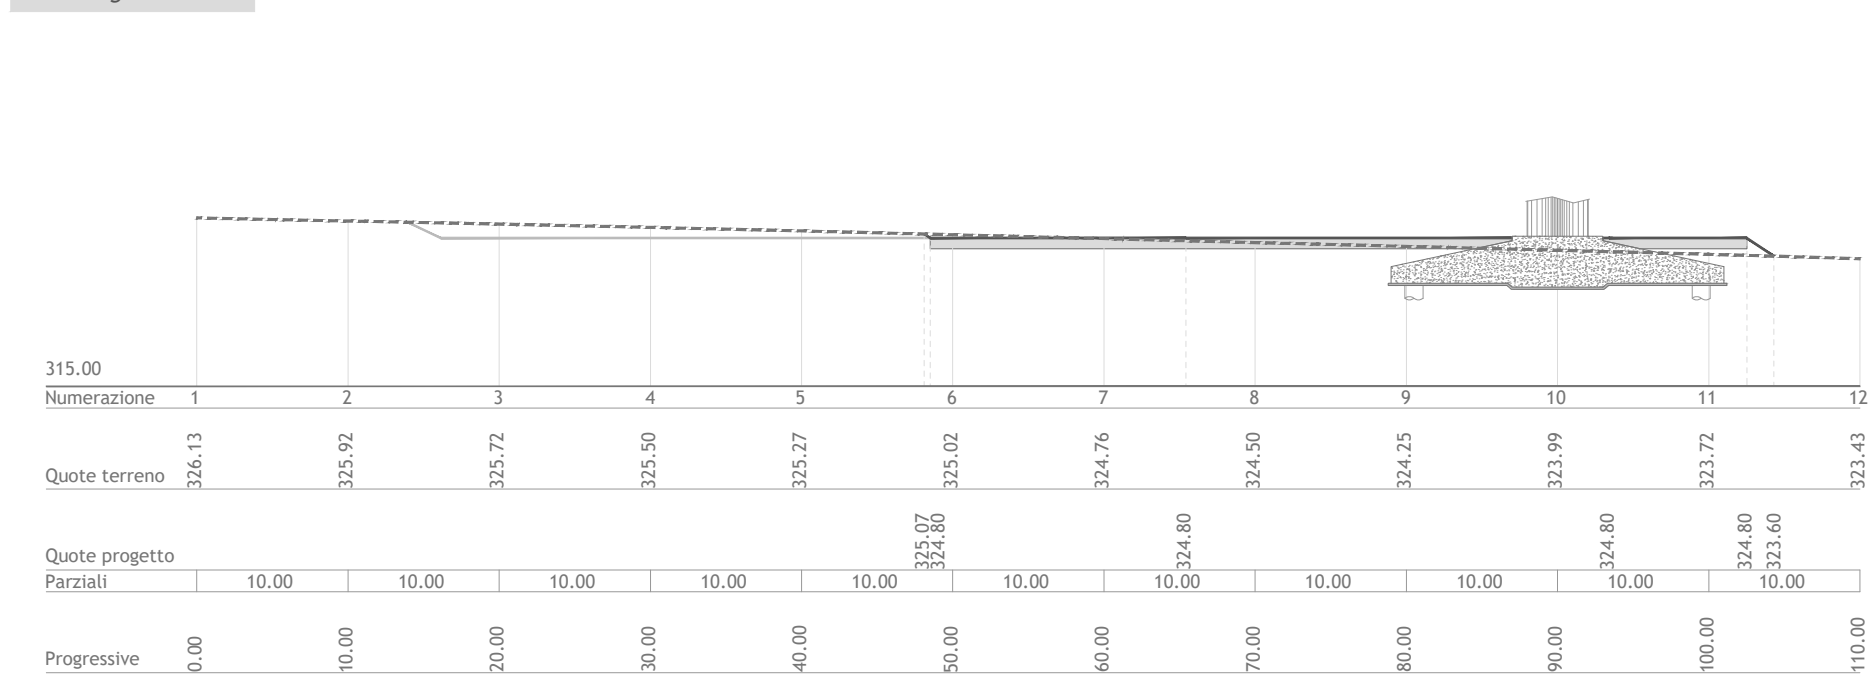 315.00
Numerazione 1 2 3 4 5 6 7 8 9 10 11 12
Quote terreno 326.13 325.92 325.72 325.50 325.27 325.02 324.76 324.50 324.25 323.99 323.72 323.43
Quote progetto 325.07 324.80 324.80 324.80 324.80 323.60
Parziali 10.00 10.00 10.00 10.00 10.00 10.00 10.00 10.00 10.00 10.00 10.00
Progressive 0.00 10.00 20.00 30.00 40.00 50.00 60.00 70.00 80.00 90.00 100.00 110.00